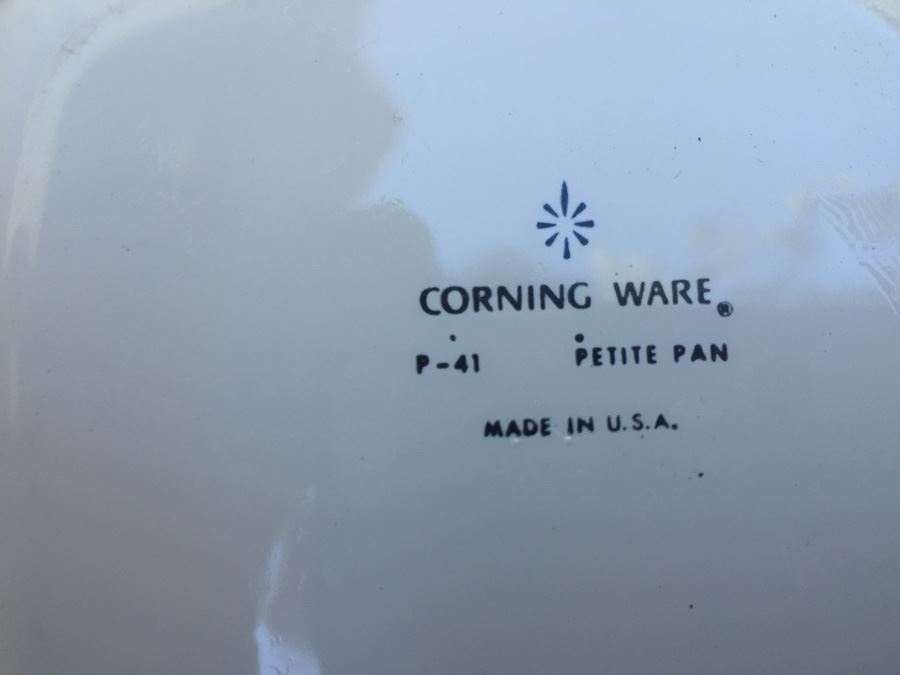 CORNING WARE®
P-41 PETITE PAN
MADE IN U.S.A.